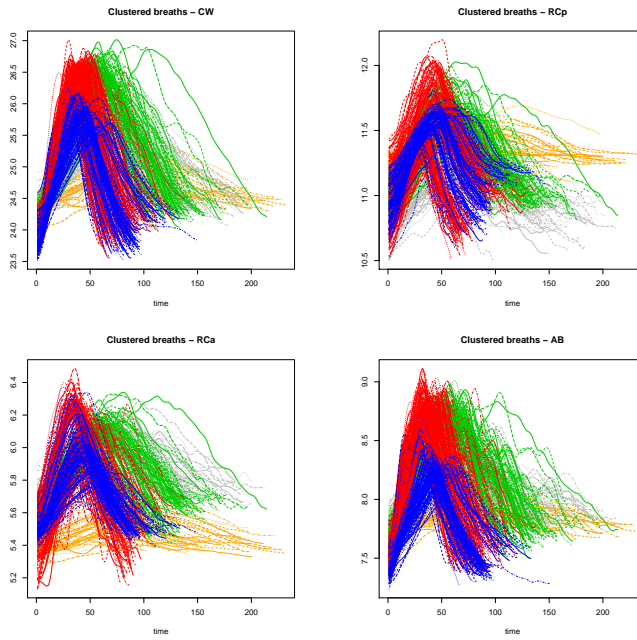 Clustered breaths − CW
27.0
26.5
26.0
25.5
25.0
24.5
24.0
23.5
0 50 100 150 200
time
Clustered breaths − RCp
12.0
11.5
11.0
10.5
0 50 100 150 200
time
Clustered breaths − RCa
6.4
6.2
6.0
5.8
5.6
5.4
5.2
0 50 100 150 200
time
Clustered breaths − AB
9.0
8.5
8.0
7.5
0 50 100 150 200
time